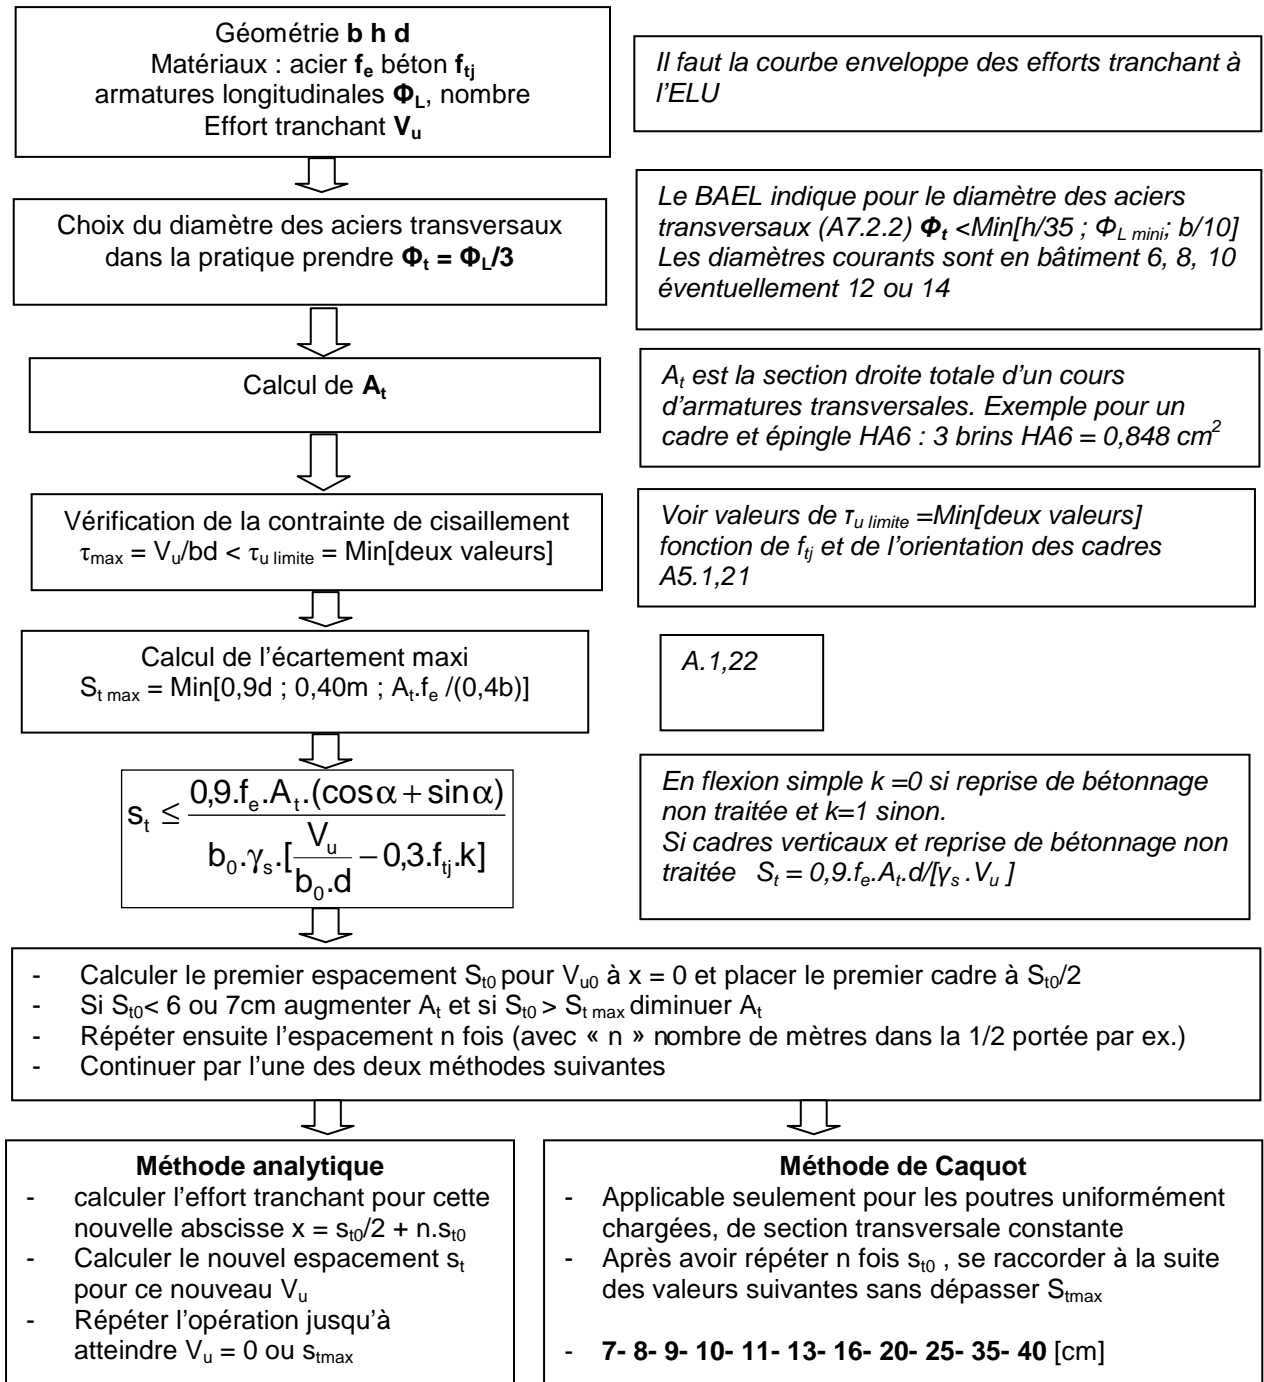 Géométrie b h d
Matériaux : acier fe béton ftj
armatures longitudinales ΦL, nombre
Effort tranchant Vu
Il faut la courbe enveloppe des efforts tranchant à
l'ELU
Choix du diamètre des aciers transversaux
dans la pratique prendre Φt = ΦL/3
Le BAEL indique pour le diamètre des aciers
transversaux (A7.2.2) Φt <Min[h/35 ; ΦL mini; b/10]
Les diamètres courants sont en bâtiment 6, 8, 10
éventuellement 12 ou 14
Calcul de At
At est la section droite totale d'un cours
d'armatures transversales. Exemple pour un
cadre et épingle HA6 : 3 brins HA6 = 0,848 cm²
Vérification de la contrainte de cisaillement
τmax = Vu/bd < τu limite = Min[deux valeurs]
Voir valeurs de τu limite =Min[deux valeurs]
fonction de ftj et de l'orientation des cadres
A5.1,21
Calcul de l'écartement maxi
St max = Min[0,9d ; 0,40m ; At.fe /(0,4b)]
A.1,22
st ≤ 0,9.fe.At.(cosα + sinα) / b0.γs.[Vu/b0.d − 0,3.ftj.k]
En flexion simple k =0 si reprise de bétonnage
non traitée et k=1 sinon.
Si cadres verticaux et reprise de bétonnage non
traitée St = 0,9.fe.At.d/[γs .Vu ]
- Calculer le premier espacement St0 pour Vu0 à x = 0 et placer le premier cadre à St0/2
- Si St0< 6 ou 7cm augmenter At et si St0 > St max diminuer At
- Répéter ensuite l'espacement n fois (avec « n » nombre de mètres dans la 1/2 portée par ex.)
- Continuer par l'une des deux méthodes suivantes
Méthode analytique
- calculer l'effort tranchant pour cette
nouvelle abscisse x = st0/2 + n.st0
- Calculer le nouvel espacement st
pour ce nouveau Vu
- Répéter l'opération jusqu'à
atteindre Vu = 0 ou stmax
Méthode de Caquot
- Applicable seulement pour les poutres uniformément
chargées, de section transversale constante
- Après avoir répéter n fois st0 , se raccorder à la suite
des valeurs suivantes sans dépasser Stmax
- 7- 8- 9- 10- 11- 13- 16- 20- 25- 35- 40 [cm]